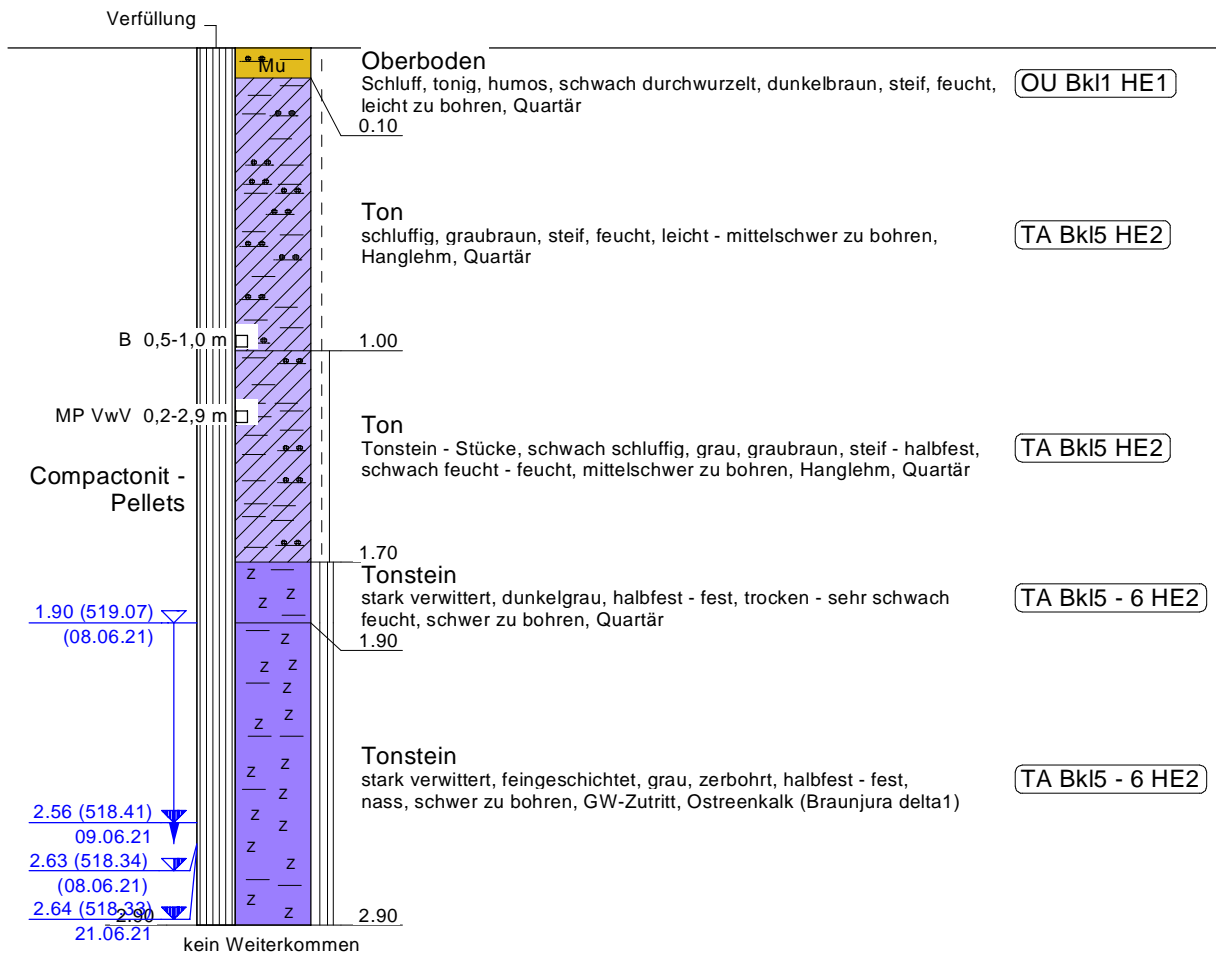 Verfüllung
Mu
Oberboden
Schluff, tonig, humos, schwach durchwurzelt, dunkelbraun, steif, feucht,
leicht zu bohren, Quartär
OU Bkl1 HE1
0.10
Ton
schluffig, graubraun, steif, feucht, leicht - mittelschwer zu bohren,
Hanglehm, Quartär
TA Bkl5 HE2
B 0,5-1,0 m
1.00
MP VwV 0,2-2,9 m
Ton
Tonstein - Stücke, schwach schluffig, grau, graubraun, steif - halbfest,
schwach feucht - feucht, mittelschwer zu bohren, Hanglehm, Quartär
TA Bkl5 HE2
Compactonit -
Pellets
1.70
Tonstein
stark verwittert, dunkelgrau, halbfest - fest, trocken - sehr schwach
feucht, schwer zu bohren, Quartär
TA Bkl5 - 6 HE2
z
z
z
1.90 (519.07)
(08.06.21)
1.90
z
z
z
z
z
z
Tonstein
stark verwittert, feingeschichtet, grau, zerbohrt, halbfest - fest,
nass, schwer zu bohren, GW-Zutritt, Ostreenkalk (Braunjura delta1)
TA Bkl5 - 6 HE2
z
z
z
z
z
z
z
z
z
2.56 (518.41)
09.06.21
2.63 (518.34)
(08.06.21)
2.64 (518.33)
21.06.21
2.90
2.90
kein Weiterkommen